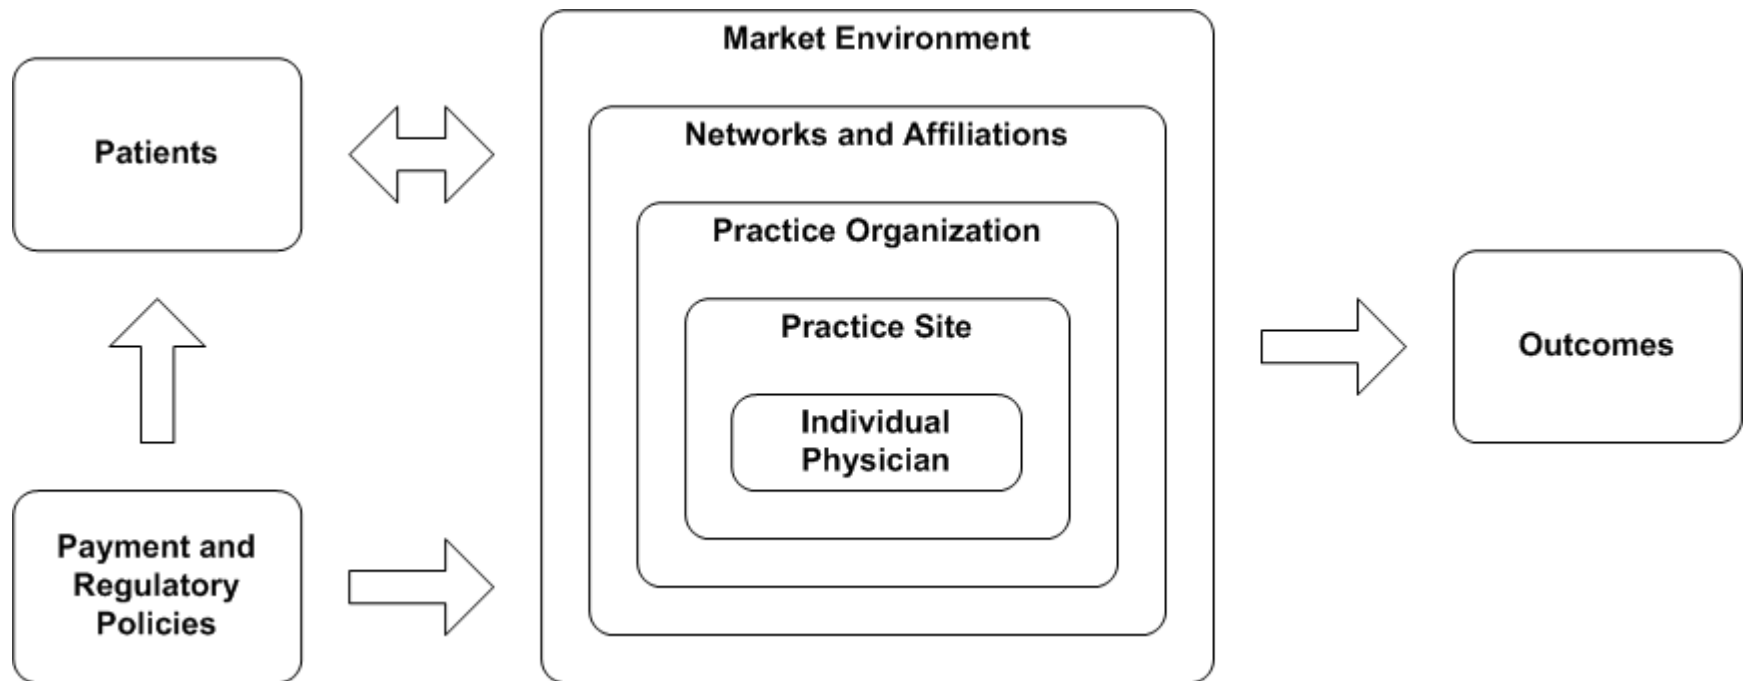 Market Environment
Patients
Networks and Affiliations
Practice Organization
Practice Site
Individual
Physician
Outcomes
Payment and
Regulatory
Policies